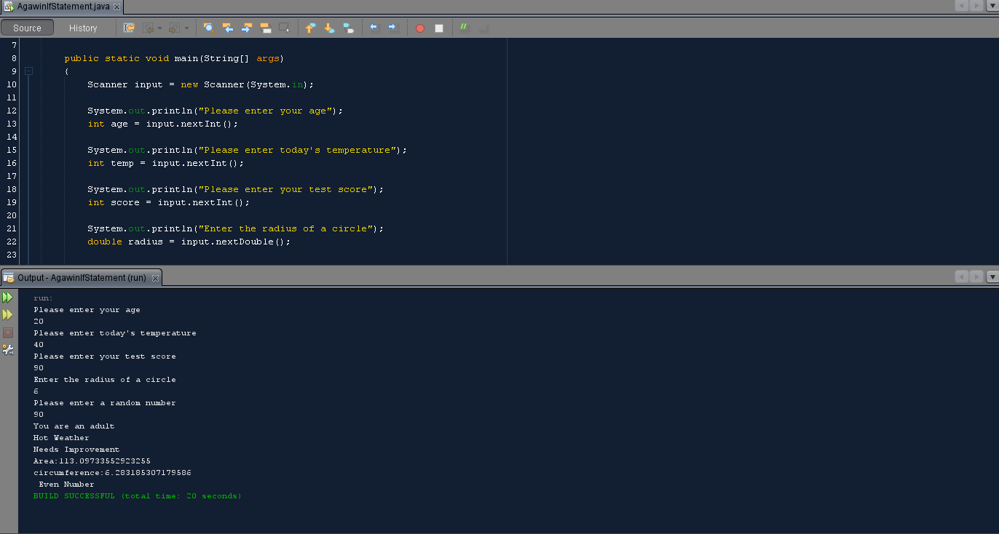 AgawinIfStatement.java
Source History
7
8 public static void main(String[] args)
9 {
10 Scanner input = new Scanner(System.in);
11
12 System.out.println("Please enter your age");
13 int age = input.nextInt();
14
15 System.out.println("Please enter today's temperature");
16 int temp = input.nextInt();
17
18 System.out.println("Please enter your test score");
19 int score = input.nextInt();
20
21 System.out.println("Enter the radius of a circle");
22 double radius = input.nextDouble();
23
Output - AgawinIfStatement (run)
run:
Please enter your age
20
Please enter today's temperature
40
Please enter your test score
90
Enter the radius of a circle
6
Please enter a random number
90
You are an adult
Hot Weather
Needs Improvement
Area:113.09733552923255
circumference:6.283185307179586
 Even Number
BUILD SUCCESSFUL (total time: 20 seconds)